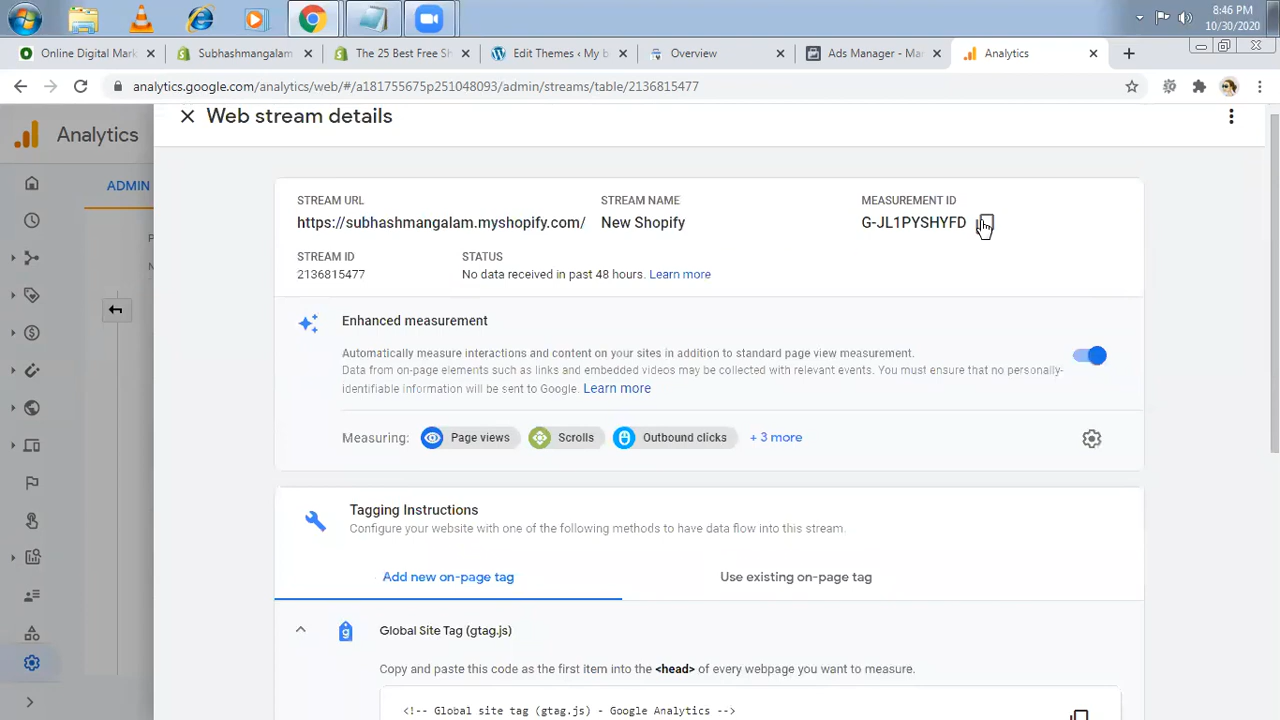 8:46 PM
10/30/2020
Online Digital Mark
Subhashmangalam
The 25 Best Free Sh
Edit Themes ‹ My b
Overview
Ads Manager - Ma
Analytics
analytics.google.com/analytics/web/#/a181755675p251048093/admin/streams/table/2136815477
Analytics
Web stream details
ADMIN
STREAM URL
STREAM NAME
MEASUREMENT ID
https://subhashmangalam.myshopify.com/
New Shopify
G-JL1PYSHYFD
STREAM ID
STATUS
2136815477
No data received in past 48 hours. Learn more
Enhanced measurement
Automatically measure interactions and content on your sites in addition to standard page view measurement.
Data from on-page elements such as links and embedded videos may be collected with relevant events. You must ensure that no personally-
identifiable information will be sent to Google. Learn more
Measuring:
Page views
Scrolls
Outbound clicks
+ 3 more
Tagging Instructions
Configure your website with one of the following methods to have data flow into this stream.
Add new on-page tag
Use existing on-page tag
Global Site Tag (gtag.js)
Copy and paste this code as the first item into the <head> of every webpage you want to measure.
<!-- Global site tag (gtag.js) - Google Analytics -->